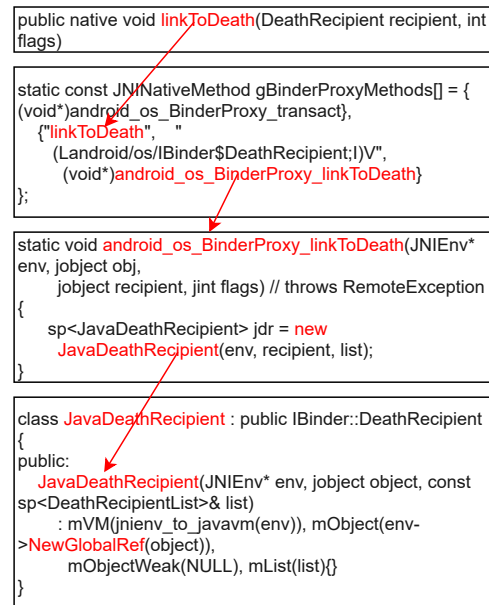 public native void linkToDeath(DeathRecipient recipient, int
flags)
static const JNINativeMethod gBinderProxyMethods[] = {
(void*)android_os_BinderProxy_transact},
{"linkToDeath", "
(Landroid/os/IBinder$DeathRecipient;I)V",
(void*)android_os_BinderProxy_linkToDeath}
};
static void android_os_BinderProxy_linkToDeath(JNIEnv*
env, jobject obj,
jobject recipient, jint flags) // throws RemoteException
{
sp<JavaDeathRecipient> jdr = new
JavaDeathRecipient(env, recipient, list);
}
class JavaDeathRecipient : public IBinder::DeathRecipient
{
public:
JavaDeathRecipient(JNIEnv* env, jobject object, const
sp<DeathRecipientList>& list)
: mVM(jnienv_to_javavm(env)), mObject(env-
>NewGlobalRef(object)),
mObjectWeak(NULL), mList(list){}
}